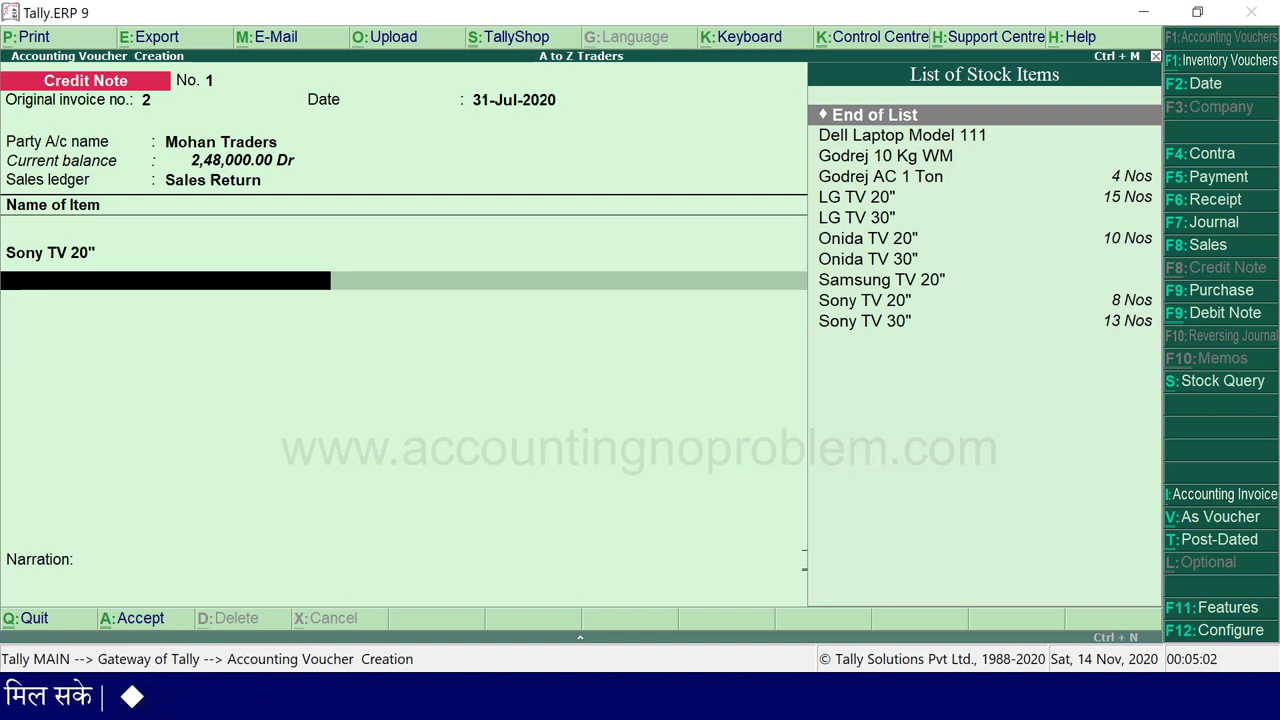 Tally.ERP 9
P: Print E: Export M: E-Mail O: Upload S: TallyShop G: Language K: Keyboard K: Control Centre H: Support Centre H: Help
Accounting Voucher Creation A to Z Traders Ctrl + M
Credit Note No. 1
Original invoice no.: 2 Date : 31-Jul-2020
Party A/c name : Mohan Traders
Current balance : 2,48,000.00 Dr
Sales ledger : Sales Return
Name of Item
Sony TV 20"
Narration:
List of Stock Items
♦ End of List
Dell Laptop Model 111
Godrej 10 Kg WM
Godrej AC 1 Ton 4 Nos
LG TV 20" 15 Nos
LG TV 30"
Onida TV 20" 10 Nos
Onida TV 30"
Samsung TV 20"
Sony TV 20" 8 Nos
Sony TV 30" 13 Nos
www.accountingnoproblem.com
F1: Accounting Vouchers
F1: Inventory Vouchers
F2: Date
F3: Company
F4: Contra
F5: Payment
F6: Receipt
F7: Journal
F8: Sales
F8: Credit Note
F9: Purchase
F9: Debit Note
F10: Reversing Journal
F10: Memos
S: Stock Query
I: Accounting Invoice
V: As Voucher
T: Post-Dated
L: Optional
F11: Features
F12: Configure
Q: Quit A: Accept D: Delete X: Cancel
Ctrl + N
Tally MAIN --> Gateway of Tally --> Accounting Voucher Creation © Tally Solutions Pvt Ltd., 1988-2020 Sat, 14 Nov, 2020 00:05:02
मिल सके | ◆